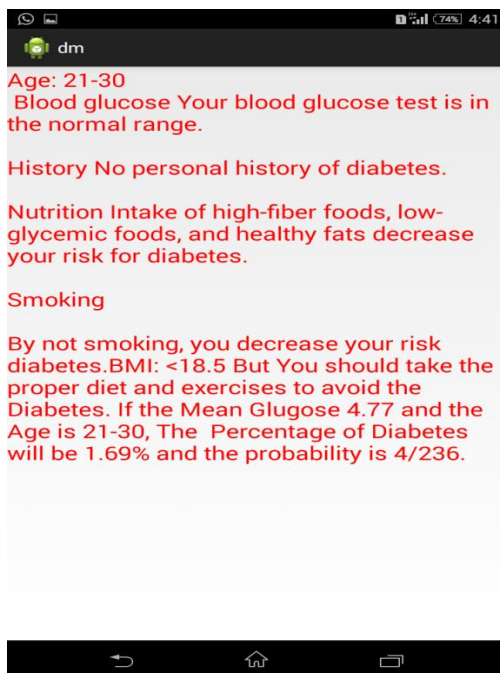 74% 4:41
dm
Age: 21-30
Blood glucose Your blood glucose test is in
the normal range.
History No personal history of diabetes.
Nutrition Intake of high-fiber foods, low-
glycemic foods, and healthy fats decrease
your risk for diabetes.
Smoking
By not smoking, you decrease your risk
diabetes.BMI: <18.5 But You should take the
proper diet and exercises to avoid the
Diabetes. If the Mean Glugose 4.77 and the
Age is 21-30, The  Percentage of Diabetes
will be 1.69% and the probability is 4/236.